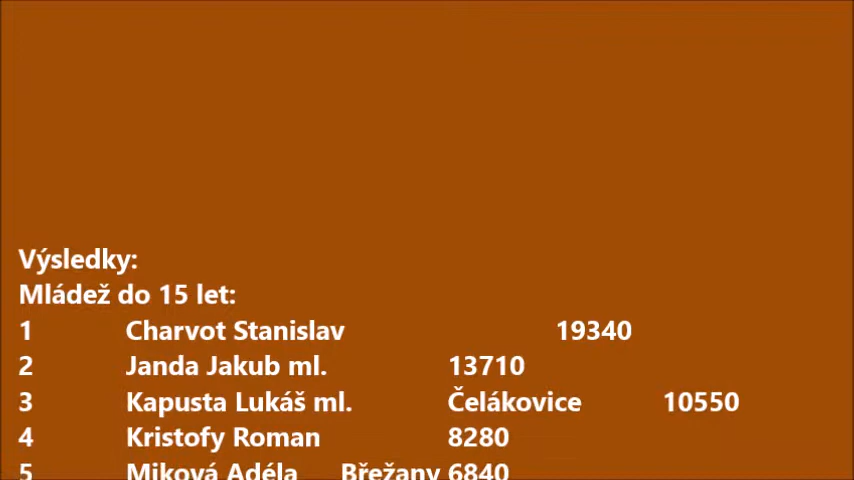 Výsledky:
Mládež do 15 let:
1 Charvot Stanislav 19340
2 Janda Jakub ml. 13710
3 Kapusta Lukáš ml. Čelákovice 10550
4 Kristofy Roman 8280
5 Miková Adéla Břežany 6840